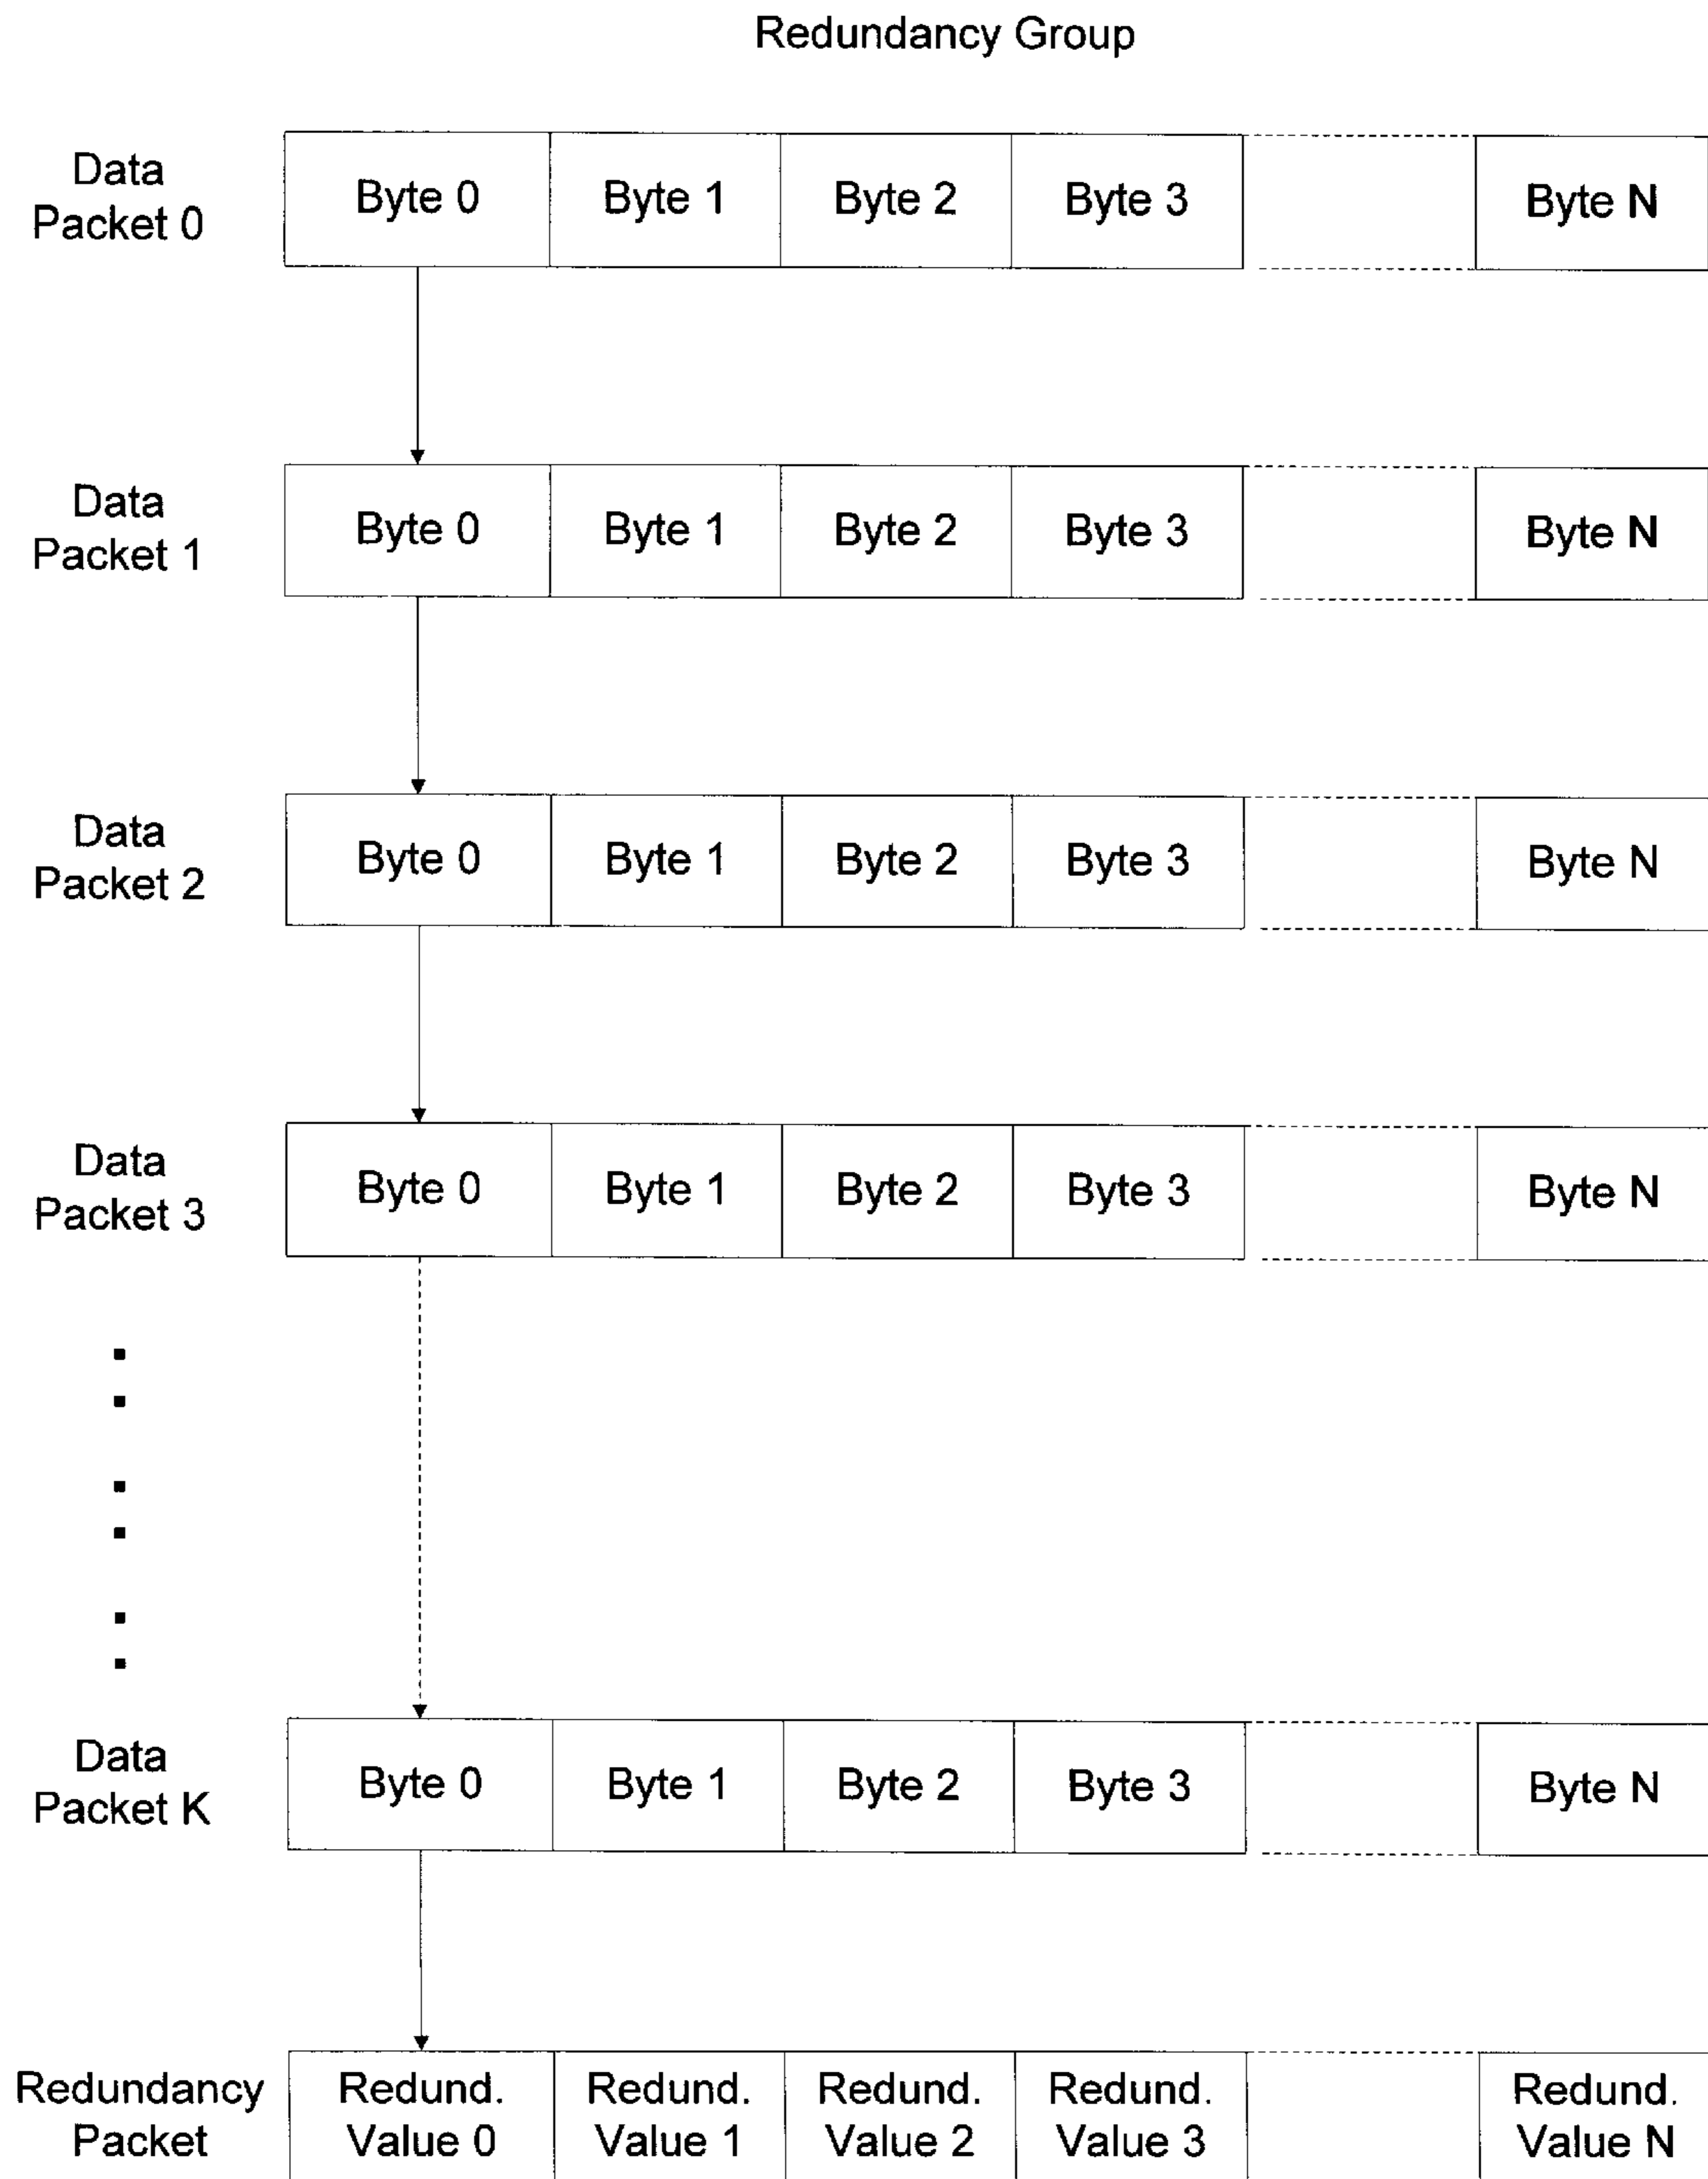 Redundancy Group
Data
Packet 0
Byte 0 Byte 1 Byte 2 Byte 3 Byte N
Data
Packet 1
Byte 0 Byte 1 Byte 2 Byte 3 Byte N
Data
Packet 2
Byte 0 Byte 1 Byte 2 Byte 3 Byte N
Data
Packet 3
Byte 0 Byte 1 Byte 2 Byte 3 Byte N
Data
Packet K
Byte 0 Byte 1 Byte 2 Byte 3 Byte N
Redundancy
Packet
Redund.
Value 0
Redund.
Value 1
Redund.
Value 2
Redund.
Value 3
Redund.
Value N